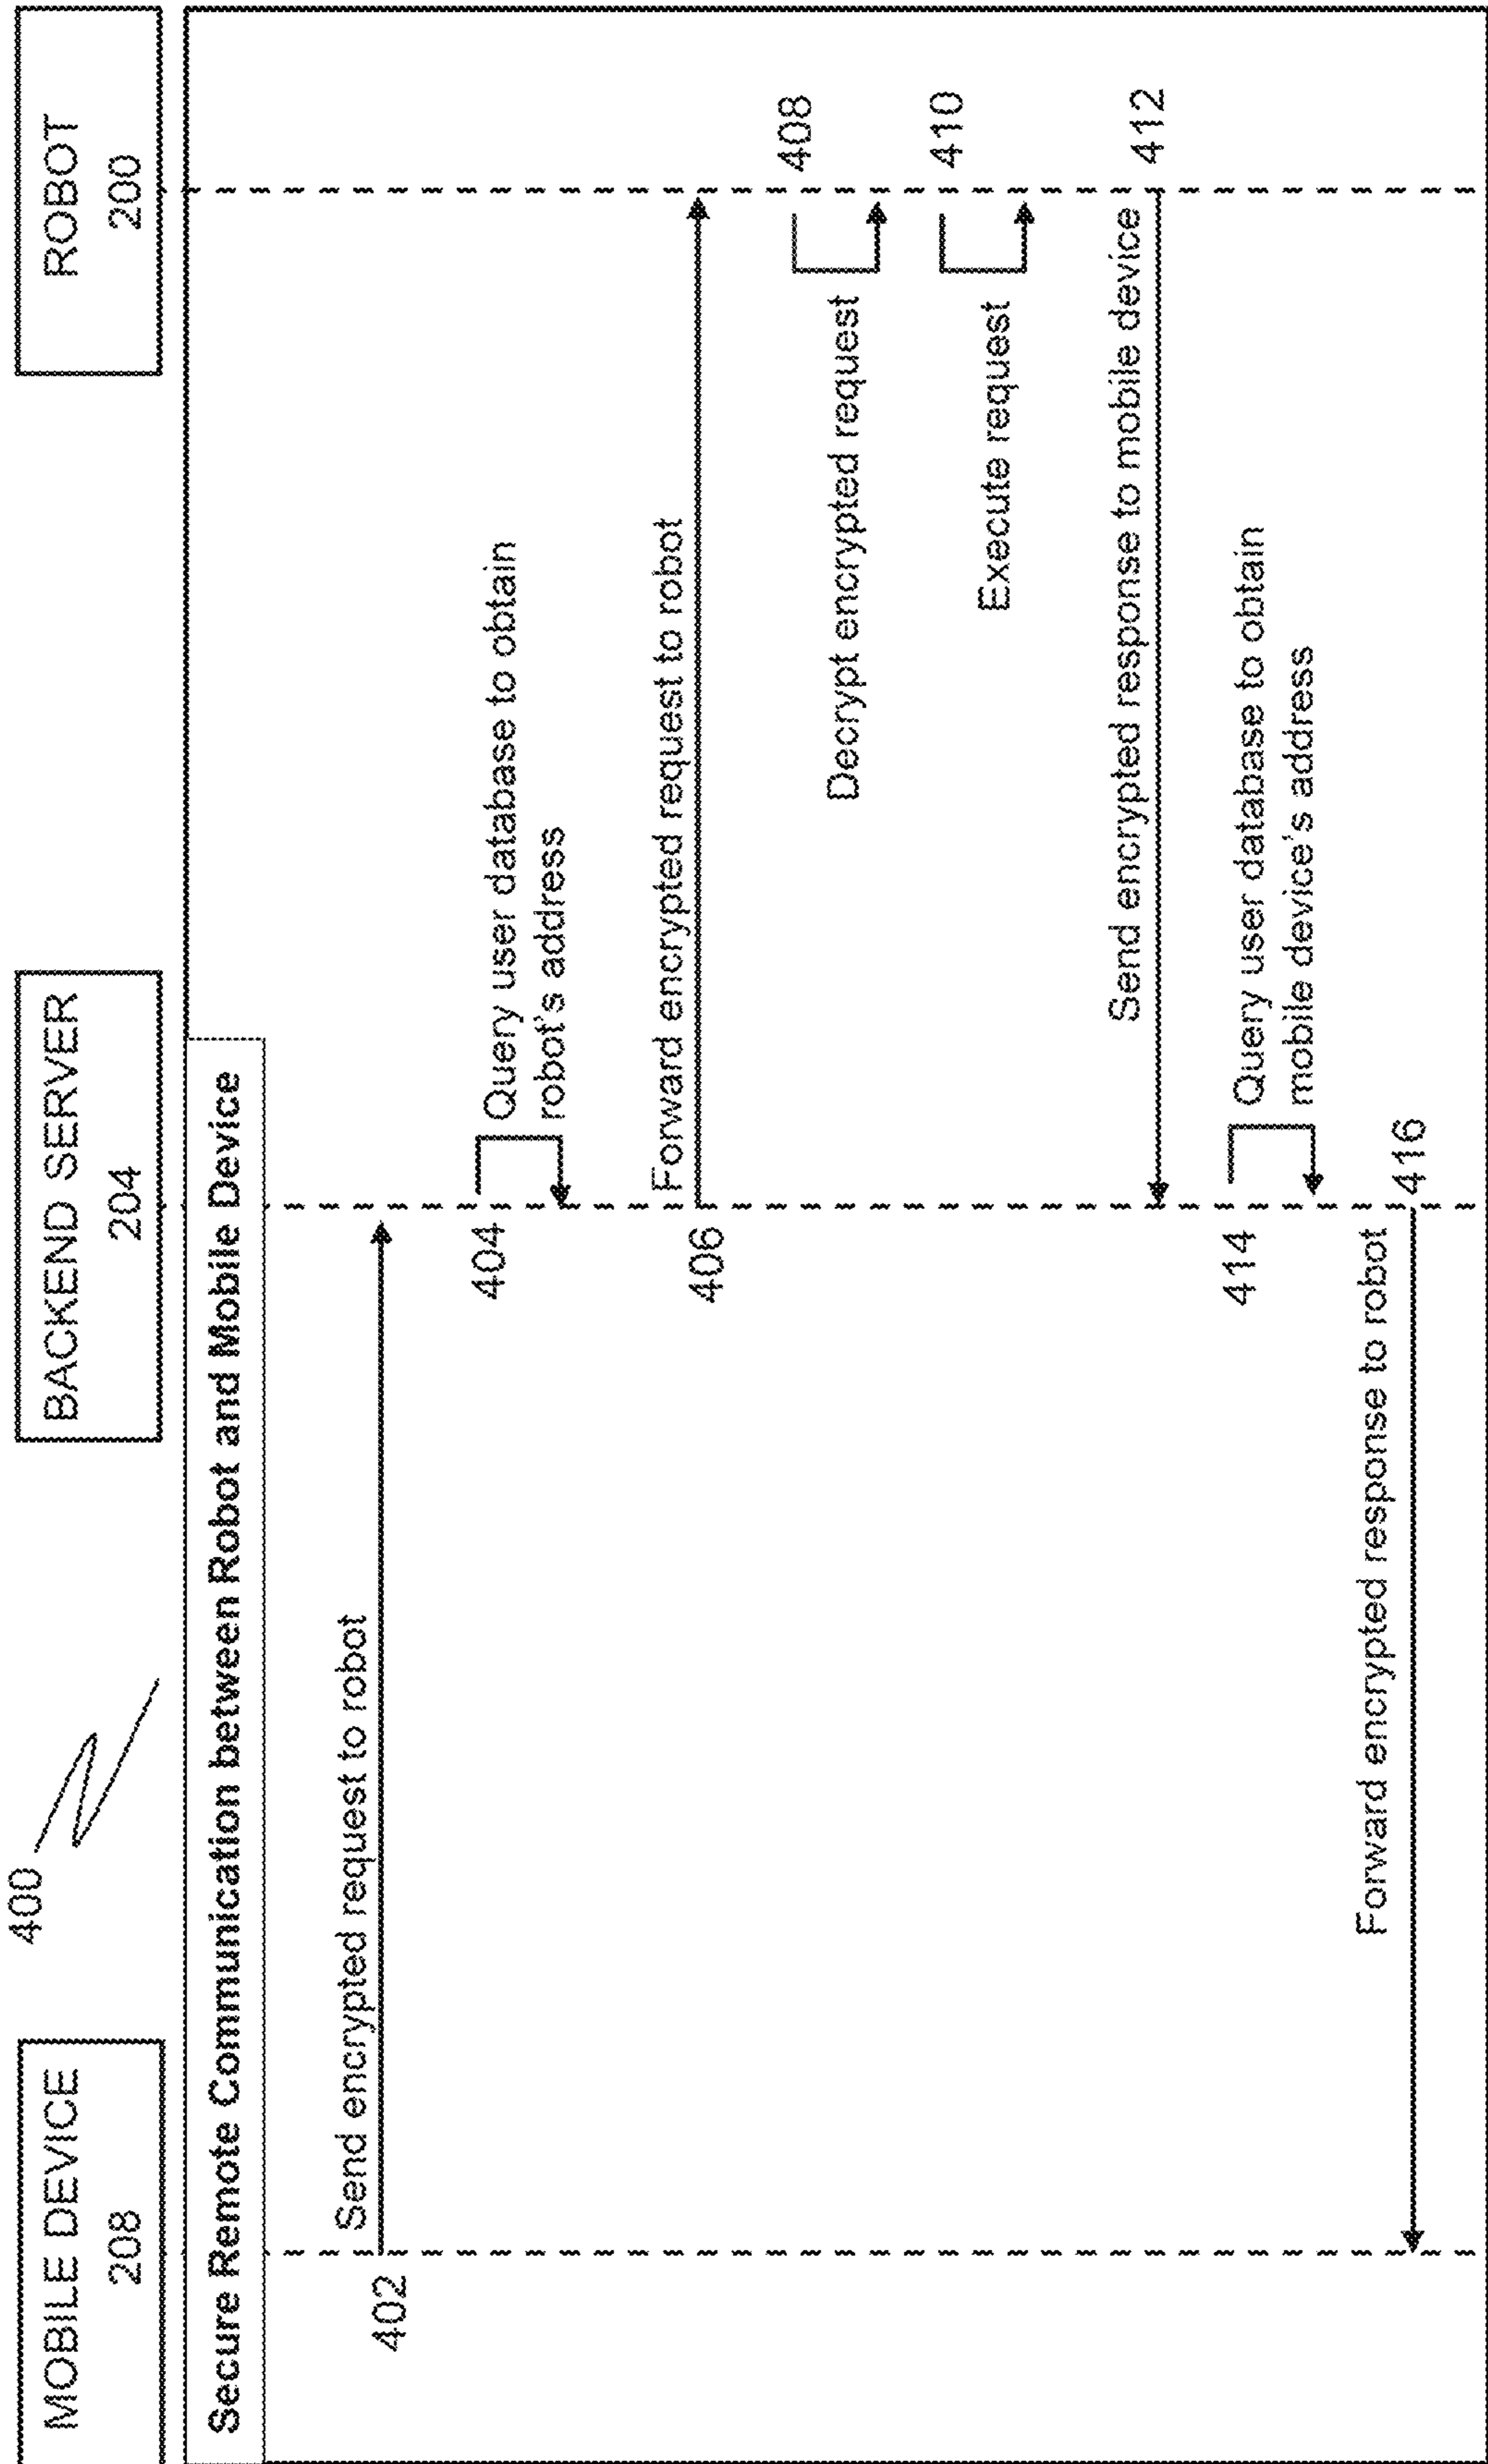 400
MOBILE DEVICE
208
BACKEND SERVER
204
ROBOT
200
Secure Remote Communication between Robot and Mobile Device
Send encrypted request to robot
402
404
Query user database to obtain
robot's address
Forward encrypted request to robot
406
408
Decrypt encrypted request
410
Execute request
Send encrypted response to mobile device
412
414
Query user database to obtain
mobile device's address
Forward encrypted response to robot
416